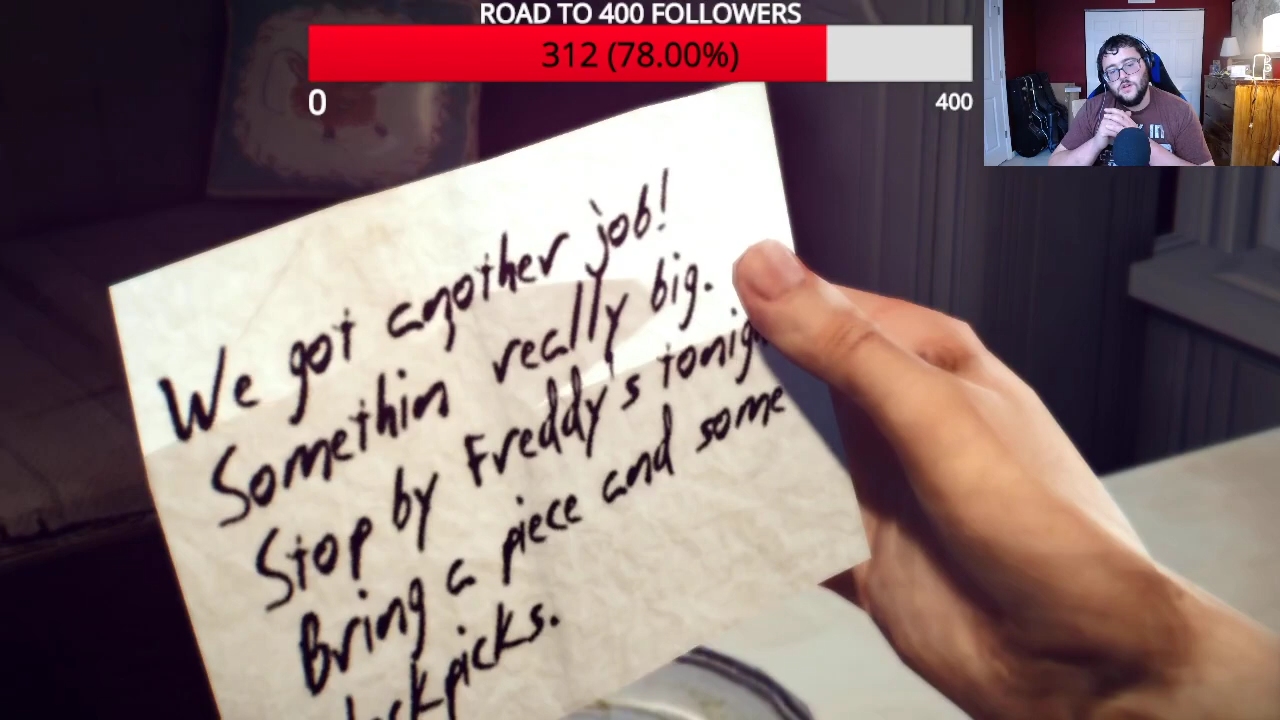 ROAD TO 400 FOLLOWERS
312 (78.00%)
0
400
We got another job!
Somethin really big.
Stop by Freddy's
Bring a piece and some